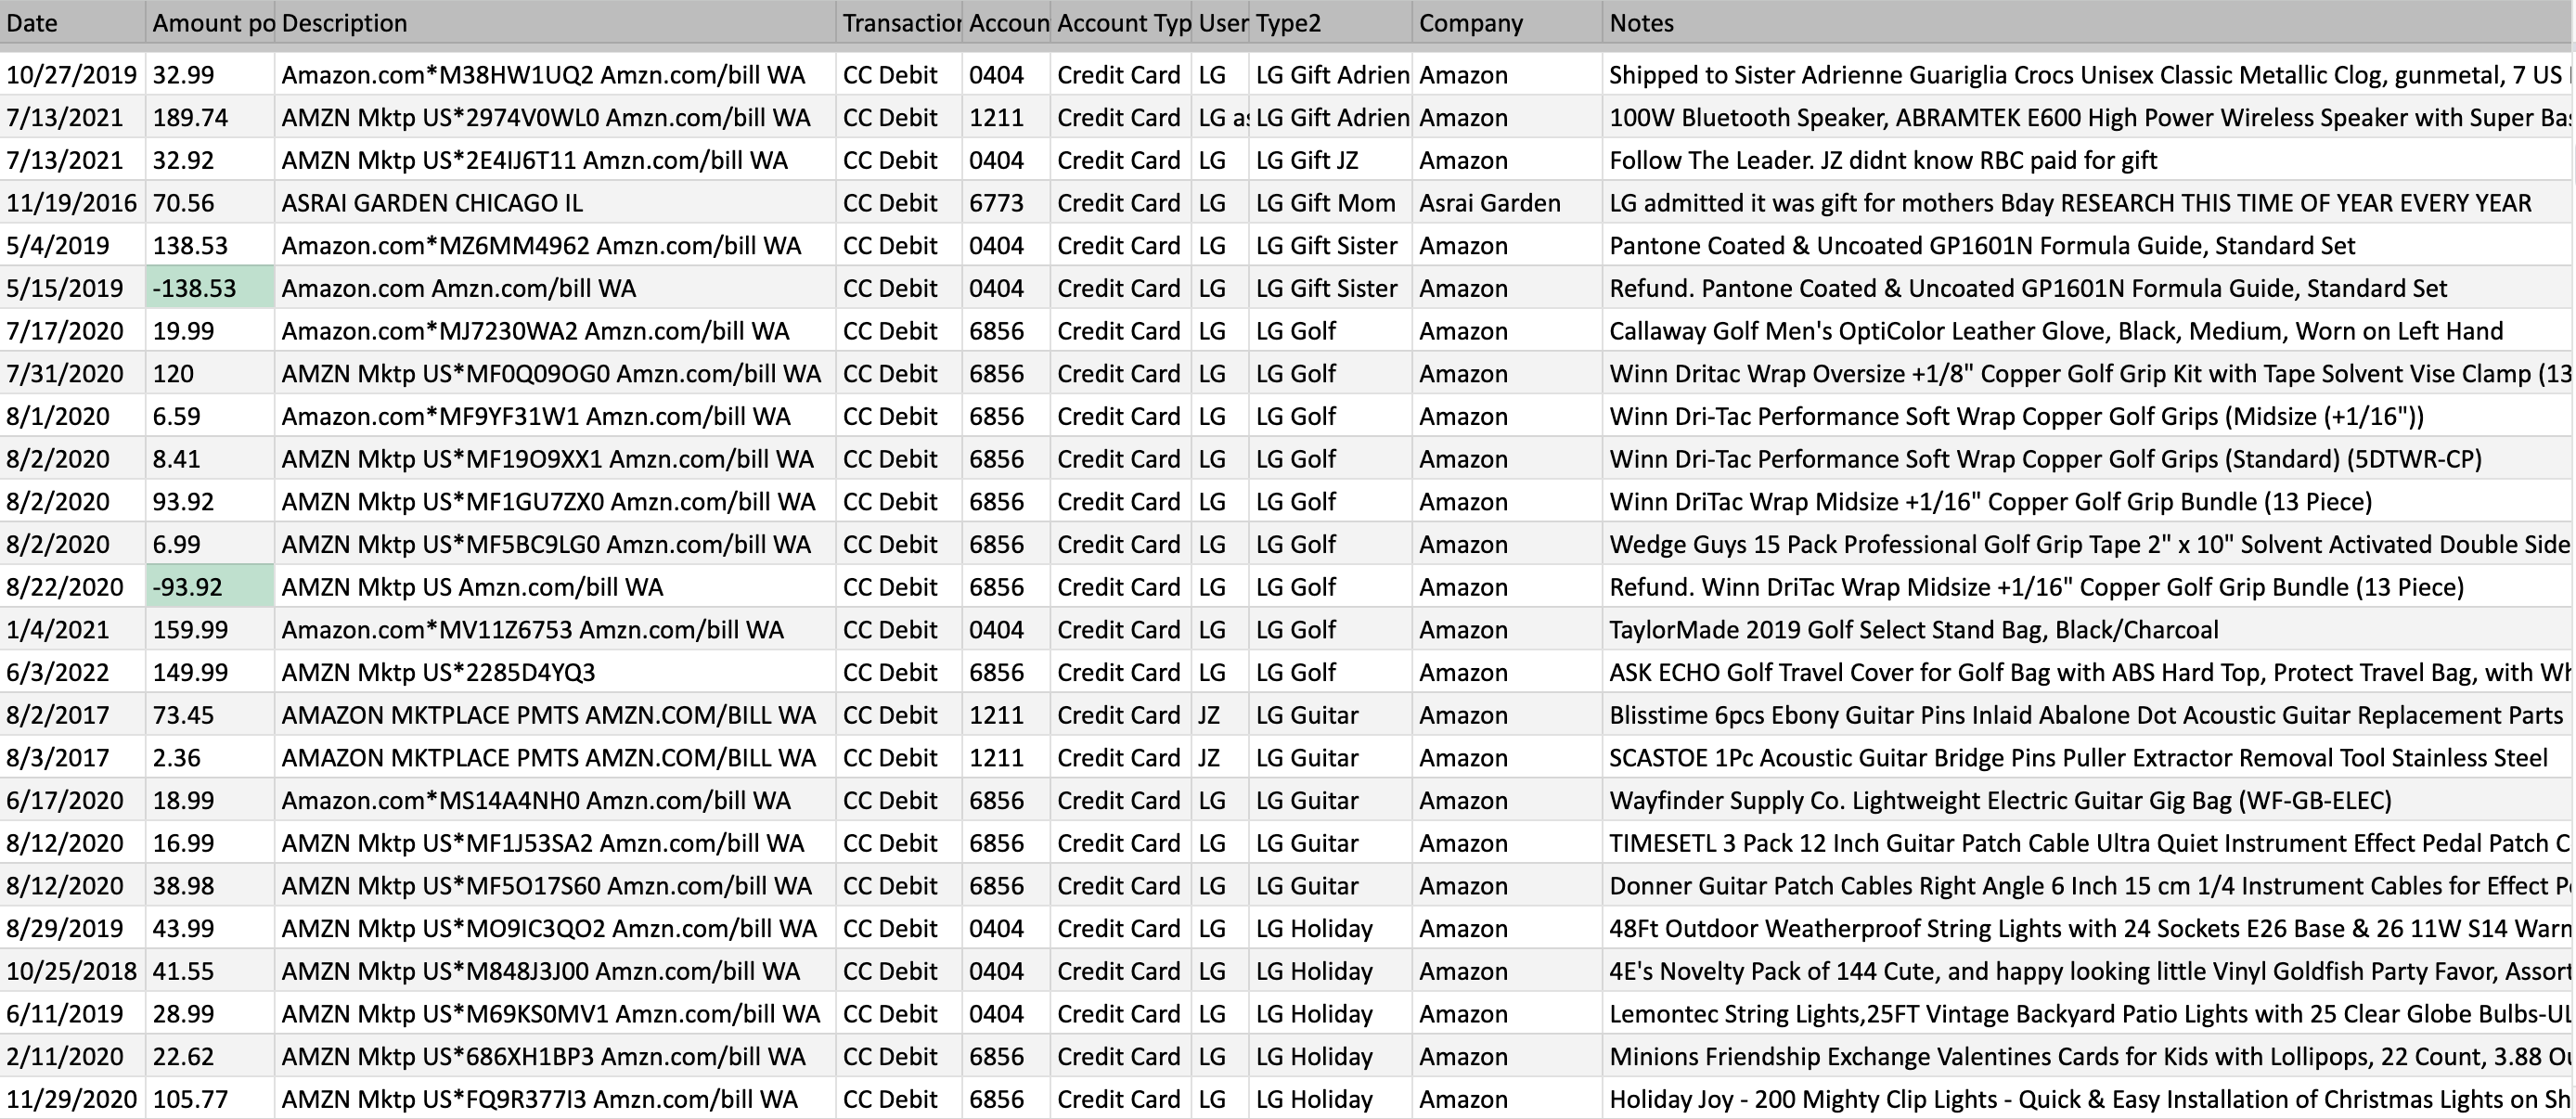 Date Amount po Description Transaction Accoun Account Typ User Type2 Company Notes
10/27/2019 32.99 Amazon.com*M38HW1UQ2 Amzn.com/bill WA CC Debit 0404 Credit Card LG LG Gift Adrien Amazon Shipped to Sister Adrienne Guariglia Crocs Unisex Classic Metallic Clog, gunmetal, 7 US
7/13/2021 189.74 AMZN Mktp US*2974V0WL0 Amzn.com/bill WA CC Debit 1211 Credit Card LG as LG Gift Adrien Amazon 100W Bluetooth Speaker, ABRAMTEK E600 High Power Wireless Speaker with Super Bas
7/13/2021 32.92 AMZN Mktp US*2E4IJ6T11 Amzn.com/bill WA CC Debit 0404 Credit Card LG LG Gift JZ Amazon Follow The Leader. JZ didnt know RBC paid for gift
11/19/2016 70.56 ASRAI GARDEN CHICAGO IL CC Debit 6773 Credit Card LG LG Gift Mom Asrai Garden LG admitted it was gift for mothers Bday RESEARCH THIS TIME OF YEAR EVERY YEAR
5/4/2019 138.53 Amazon.com*MZ6MM4962 Amzn.com/bill WA CC Debit 0404 Credit Card LG LG Gift Sister Amazon Pantone Coated & Uncoated GP1601N Formula Guide, Standard Set
5/15/2019 -138.53 Amazon.com Amzn.com/bill WA CC Debit 0404 Credit Card LG LG Gift Sister Amazon Refund. Pantone Coated & Uncoated GP1601N Formula Guide, Standard Set
7/17/2020 19.99 Amazon.com*MJ7230WA2 Amzn.com/bill WA CC Debit 6856 Credit Card LG LG Golf Amazon Callaway Golf Men's OptiColor Leather Glove, Black, Medium, Worn on Left Hand
7/31/2020 120 AMZN Mktp US*MF0Q09OG0 Amzn.com/bill WA CC Debit 6856 Credit Card LG LG Golf Amazon Winn Dritac Wrap Oversize +1/8" Copper Golf Grip Kit with Tape Solvent Vise Clamp (13
8/1/2020 6.59 Amazon.com*MF9YF31W1 Amzn.com/bill WA CC Debit 6856 Credit Card LG LG Golf Amazon Winn Dri-Tac Performance Soft Wrap Copper Golf Grips (Midsize (+1/16"))
8/2/2020 8.41 AMZN Mktp US*MF19O9XX1 Amzn.com/bill WA CC Debit 6856 Credit Card LG LG Golf Amazon Winn Dri-Tac Performance Soft Wrap Copper Golf Grips (Standard) (5DTWR-CP)
8/2/2020 93.92 AMZN Mktp US*MF1GU7ZX0 Amzn.com/bill WA CC Debit 6856 Credit Card LG LG Golf Amazon Winn DriTac Wrap Midsize +1/16" Copper Golf Grip Bundle (13 Piece)
8/2/2020 6.99 AMZN Mktp US*MF5BC9LG0 Amzn.com/bill WA CC Debit 6856 Credit Card LG LG Golf Amazon Wedge Guys 15 Pack Professional Golf Grip Tape 2" x 10" Solvent Activated Double Side
8/22/2020 -93.92 AMZN Mktp US Amzn.com/bill WA CC Debit 6856 Credit Card LG LG Golf Amazon Refund. Winn DriTac Wrap Midsize +1/16" Copper Golf Grip Bundle (13 Piece)
1/4/2021 159.99 Amazon.com*MV11Z6753 Amzn.com/bill WA CC Debit 0404 Credit Card LG LG Golf Amazon TaylorMade 2019 Golf Select Stand Bag, Black/Charcoal
6/3/2022 149.99 AMZN Mktp US*2285D4YQ3 CC Debit 6856 Credit Card LG LG Golf Amazon ASK ECHO Golf Travel Cover for Golf Bag with ABS Hard Top, Protect Travel Bag, with Wh
8/2/2017 73.45 AMAZON MKTPLACE PMTS AMZN.COM/BILL WA CC Debit 1211 Credit Card JZ LG Guitar Amazon Blisstime 6pcs Ebony Guitar Pins Inlaid Abalone Dot Acoustic Guitar Replacement Parts
8/3/2017 2.36 AMAZON MKTPLACE PMTS AMZN.COM/BILL WA CC Debit 1211 Credit Card JZ LG Guitar Amazon SCASTOE 1Pc Acoustic Guitar Bridge Pins Puller Extractor Removal Tool Stainless Steel
6/17/2020 18.99 Amazon.com*MS14A4NH0 Amzn.com/bill WA CC Debit 6856 Credit Card LG LG Guitar Amazon Wayfinder Supply Co. Lightweight Electric Guitar Gig Bag (WF-GB-ELEC)
8/12/2020 16.99 AMZN Mktp US*MF1J53SA2 Amzn.com/bill WA CC Debit 6856 Credit Card LG LG Guitar Amazon TIMESETL 3 Pack 12 Inch Guitar Patch Cable Ultra Quiet Instrument Effect Pedal Patch C
8/12/2020 38.98 AMZN Mktp US*MF5O17S60 Amzn.com/bill WA CC Debit 6856 Credit Card LG LG Guitar Amazon Donner Guitar Patch Cables Right Angle 6 Inch 15 cm 1/4 Instrument Cables for Effect Pe
8/29/2019 43.99 AMZN Mktp US*MO9IC3QO2 Amzn.com/bill WA CC Debit 0404 Credit Card LG LG Holiday Amazon 48Ft Outdoor Weatherproof String Lights with 24 Sockets E26 Base & 26 11W S14 Warm
10/25/2018 41.55 AMZN Mktp US*M848J3J00 Amzn.com/bill WA CC Debit 0404 Credit Card LG LG Holiday Amazon 4E's Novelty Pack of 144 Cute, and happy looking little Vinyl Goldfish Party Favor, Assort
6/11/2019 28.99 AMZN Mktp US*M69KS0MV1 Amzn.com/bill WA CC Debit 0404 Credit Card LG LG Holiday Amazon Lemontec String Lights,25FT Vintage Backyard Patio Lights with 25 Clear Globe Bulbs-UL
2/11/2020 22.62 AMZN Mktp US*686XH1BP3 Amzn.com/bill WA CC Debit 6856 Credit Card LG LG Holiday Amazon Minions Friendship Exchange Valentines Cards for Kids with Lollipops, 22 Count, 3.88 Ou
11/29/2020 105.77 AMZN Mktp US*FQ9R377I3 Amzn.com/bill WA CC Debit 6856 Credit Card LG LG Holiday Amazon Holiday Joy - 200 Mighty Clip Lights - Quick & Easy Installation of Christmas Lights on Sh